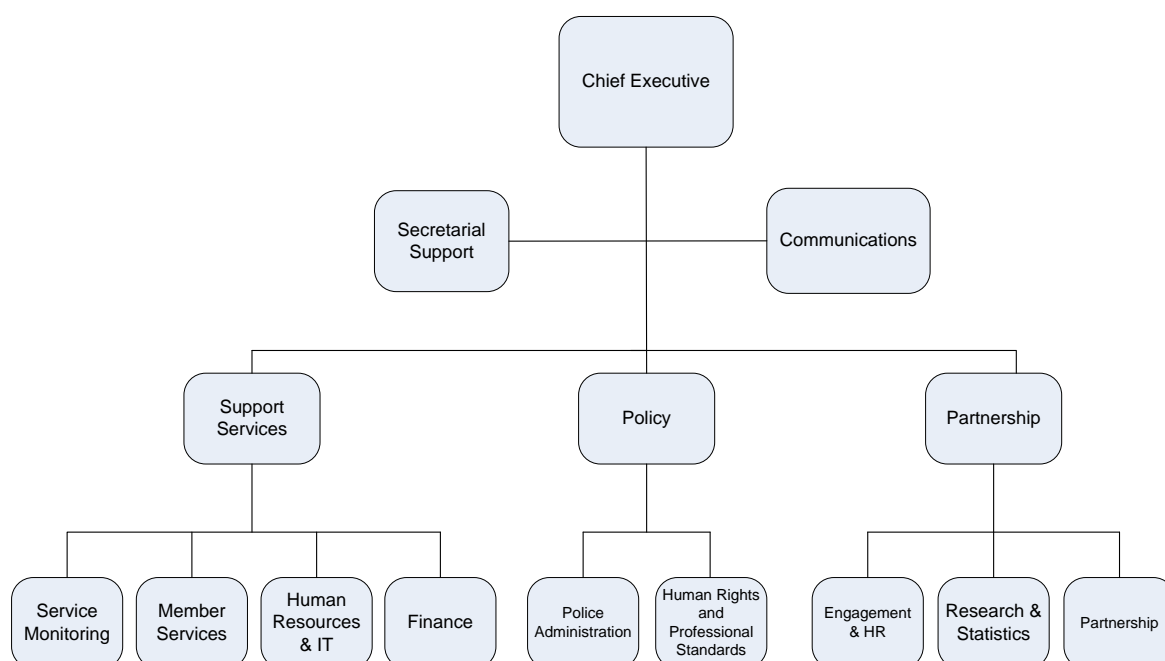 Chief Executive
Secretarial
Support
Communications
Support
Services
Policy
Partnership
Service
Monitoring
Member
Services
Human
Resources
& IT
Finance
Police
Administration
Human Rights
and
Professional
Standards
Engagement
& HR
Research &
Statistics
Partnership